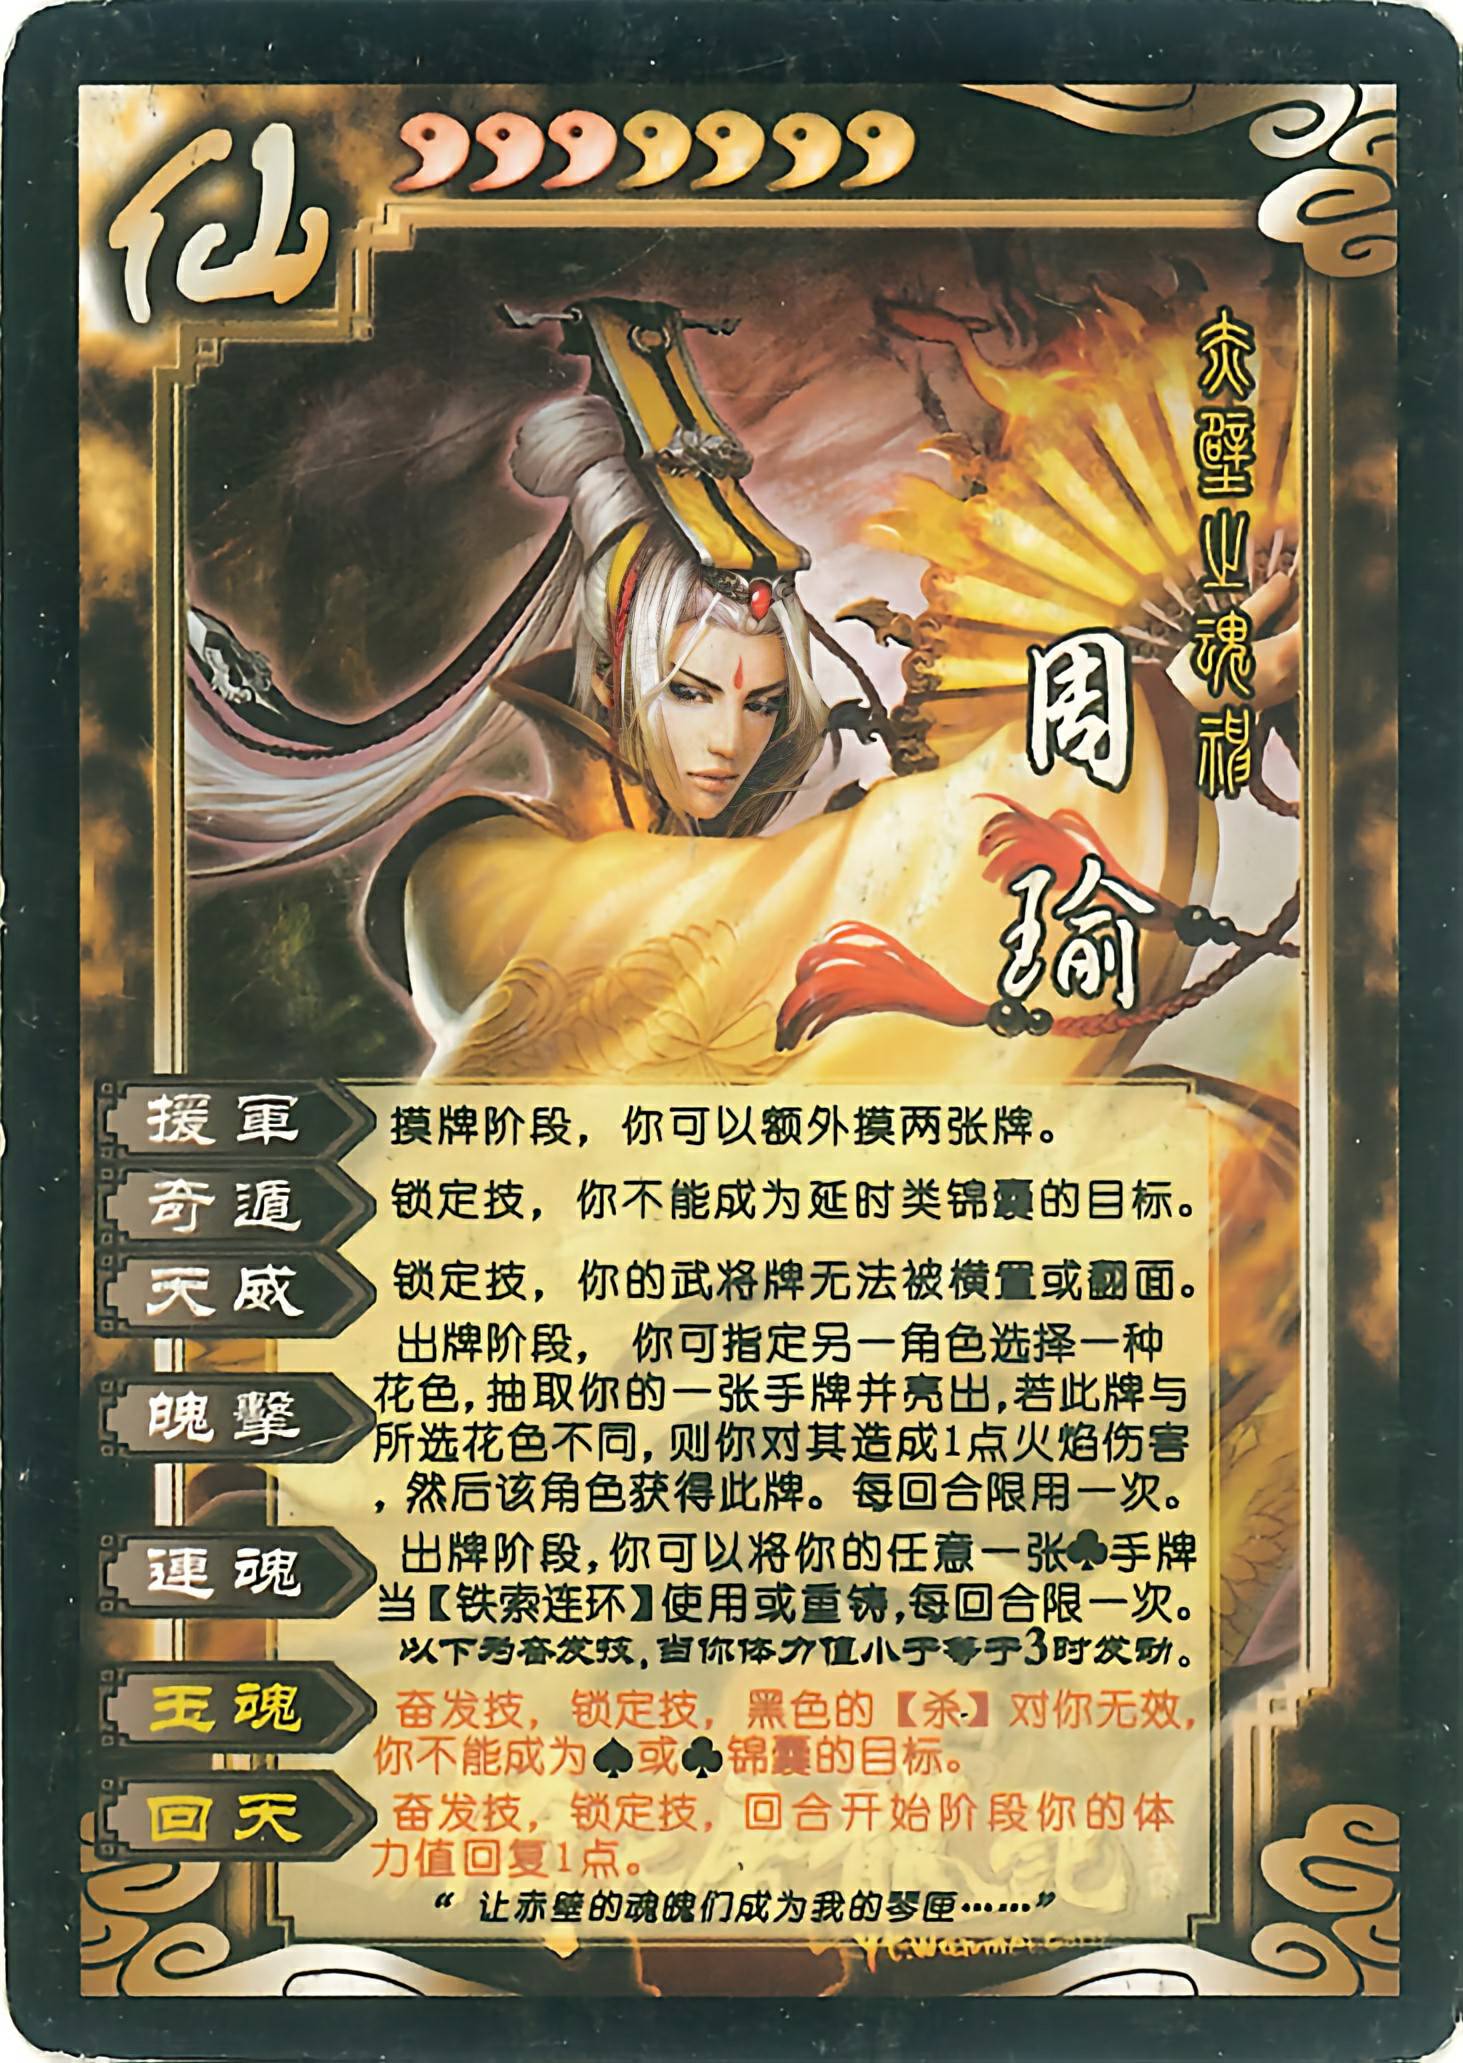 仙
赤壁之魂祸
周瑜
援軍
摸牌阶段，你可以额外摸两张牌。
奇遁
锁定技，你不能成为延时类锦囊的目标。
天威
锁定技，你的武将牌无法被横置或翻面。
魄擊
出牌阶段， 你可指定另一角色选择一种
花色，抽取你的一张手牌并亮出，若此牌与
所选花色不同，则你对其造成1点火焰伤害
，然后该角色获得此牌。每回合限用一次。
連魂
出牌阶段，你可以将你的任意一张♣手牌
当【铁索连环】使用或重铸，每回合限一次。
以下为奋发技，当你体力值小于等于3时发动。
玉魂
奋发技，锁定技，黑色的【杀】对你无效，
你不能成为♠或♣锦囊的目标。
回天
奋发技，锁定技，回合开始阶段你的体
力值回复1点。
“ 让赤壁的魂魄们成为我的琴匣……”